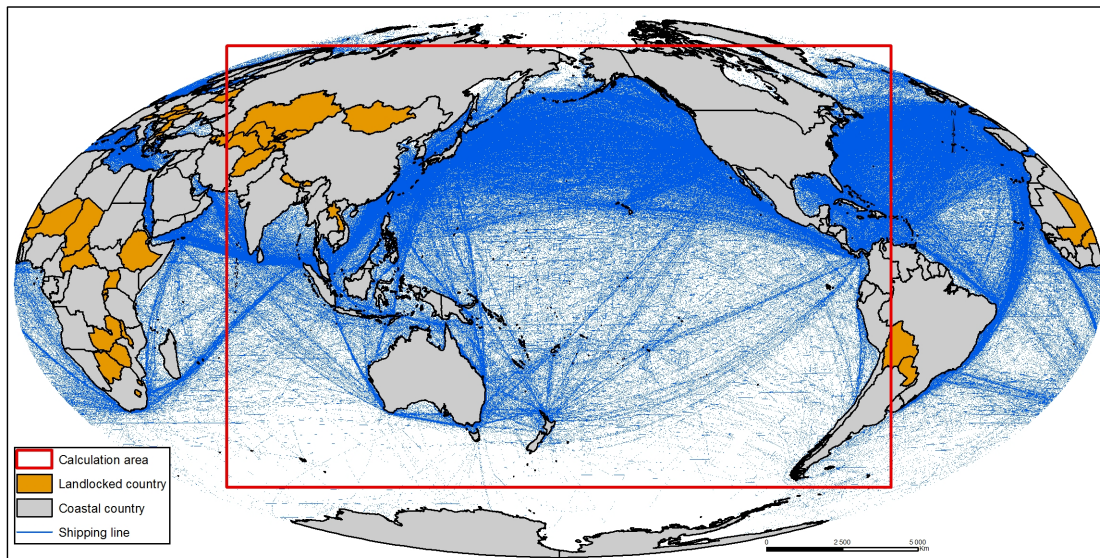 N
Calculation area
Landlocked country
Coastal country
Shipping line
0 2 500 5 000
Km